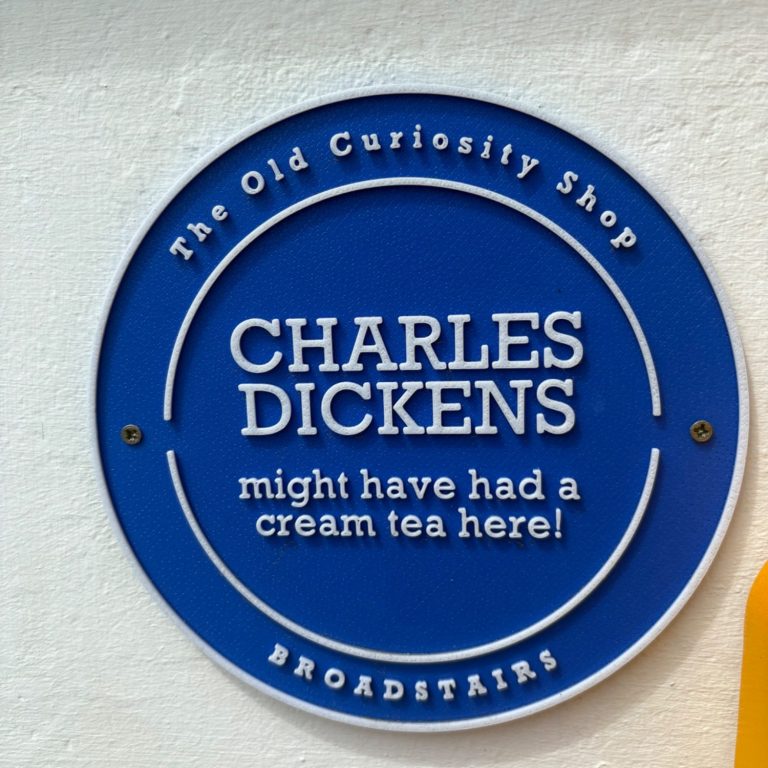 The Old Curiosity Shop
CHARLES
DICKENS
might have had a
cream tea here!
BROADSTAIRS